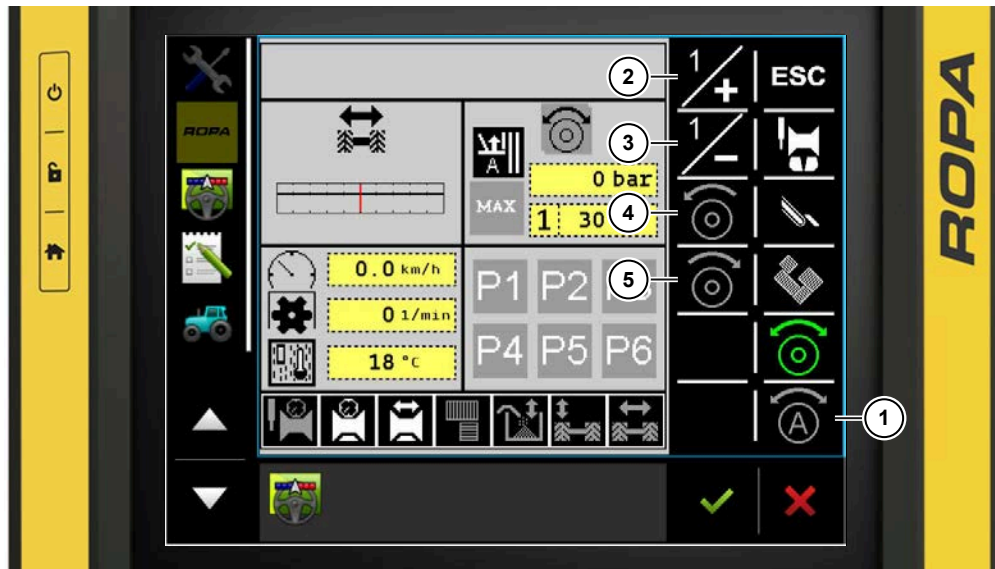 ROPA
2
1/+
ESC
3
1/-
A
0 bar
MAX
1 30
4
0.0 km/h
P1 P2
5
0 1/min
18 °C
P4 P5 P6
A
1
ROPA